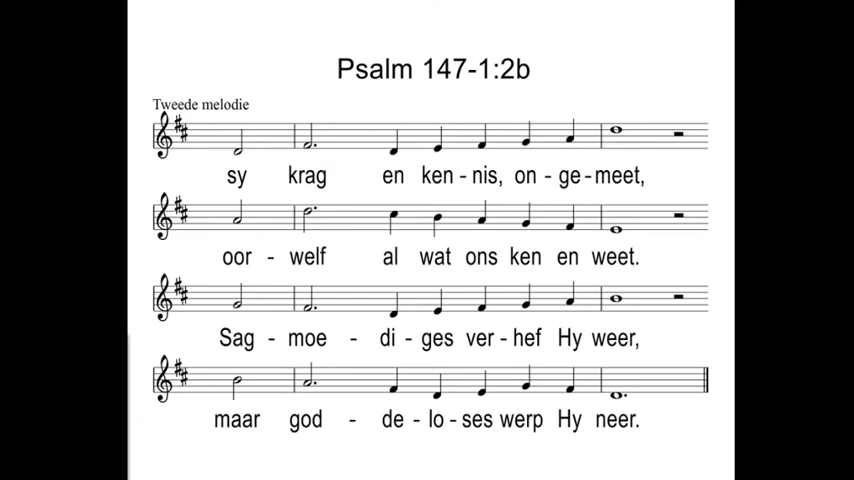 Psalm 147-1:2b
Tweede melodie
sy krag en ken - nis, on - ge - meet,
oor - welf al wat ons ken en weet.
Sag - moe - di - ges ver - hef Hy weer,
maar god - de - lo - ses werp Hy neer.